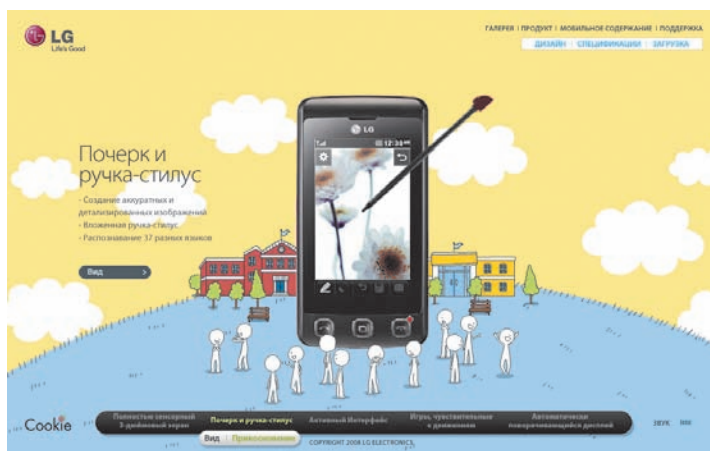 LG
Life's Good
ГАЛЕРЕЯ | ПРОДУКТ | МОБИЛЬНОЕ СОДЕРЖАНИЕ | ПОДДЕРЖКА
ДИЗАЙН | СПЕЦИФИКАЦИИ | ЗАГРУЗКА
LG
12:38
Почерк и
ручка-стилус
- Создание аккуратных и
детализированных изображений
- Вложенная ручка-стилус
- Распознавание 37 разных языков
Вид >
Cookie
Полностью сенсорный
3-дюймовый экран
Почерк и ручка-стилус
Активный Интерфейс
Игры, чувствительные
к движениям
Автоматически
поворачивающийся дисплей
ЗВУК
Вид | Прикосновение
COPYRIGHT 2008 LG ELECTRONICS.